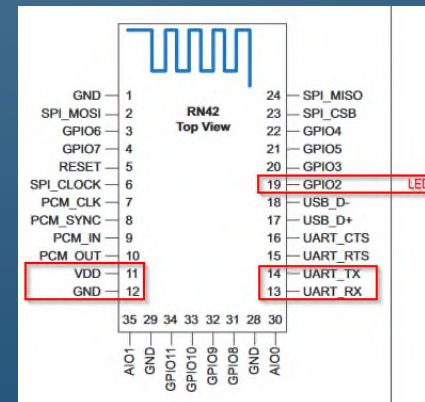 RN42
Top View
GND 1
SPI_MOSI 2
GPIO6 3
GPIO7 4
RESET 5
SPI_CLOCK 6
PCM_CLK 7
PCM_SYNC 8
PCM_IN 9
PCM_OUT 10
VDD 11
GND 12
24 SPI_MISO
23 SPI_CSB
22 GPIO4
21 GPIO5
20 GPIO3
19 GPIO2 LED
18 USB_D-
17 USB_D+
16 UART_CTS
15 UART_RTS
14 UART_TX
13 UART_RX
35 29 34 33 32 31 28 30
AIO1
GND
GPIO11
GPIO10
GPIO9
GPIO8
GND
AIO0